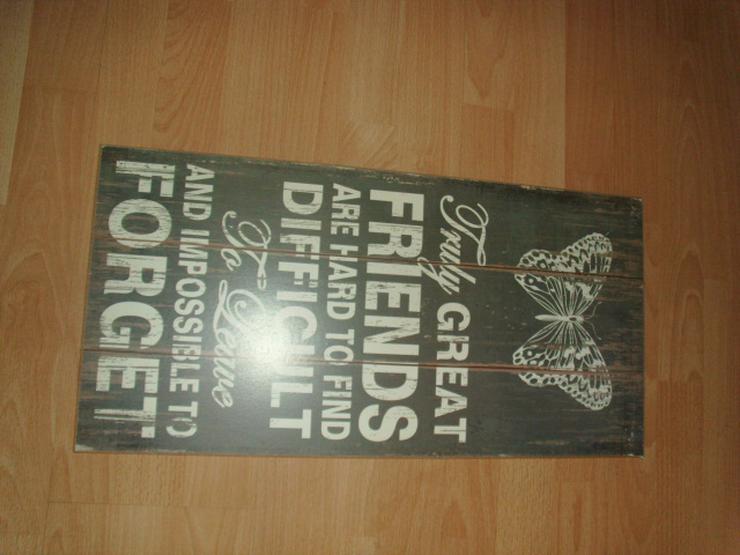 Truly GREAT
FRIENDS
ARE HARD TO FIND
DIFFICULT
To Leave
AND IMPOSSIBLE TO
FORGET